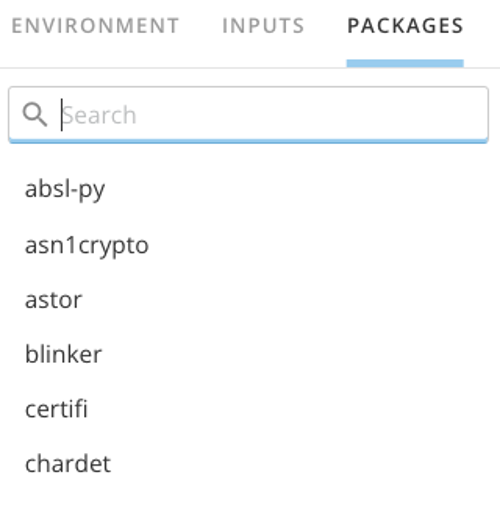 ENVIRONMENT INPUTS PACKAGES
Search
absl-py
asn1crypto
astor
blinker
certifi
chardet